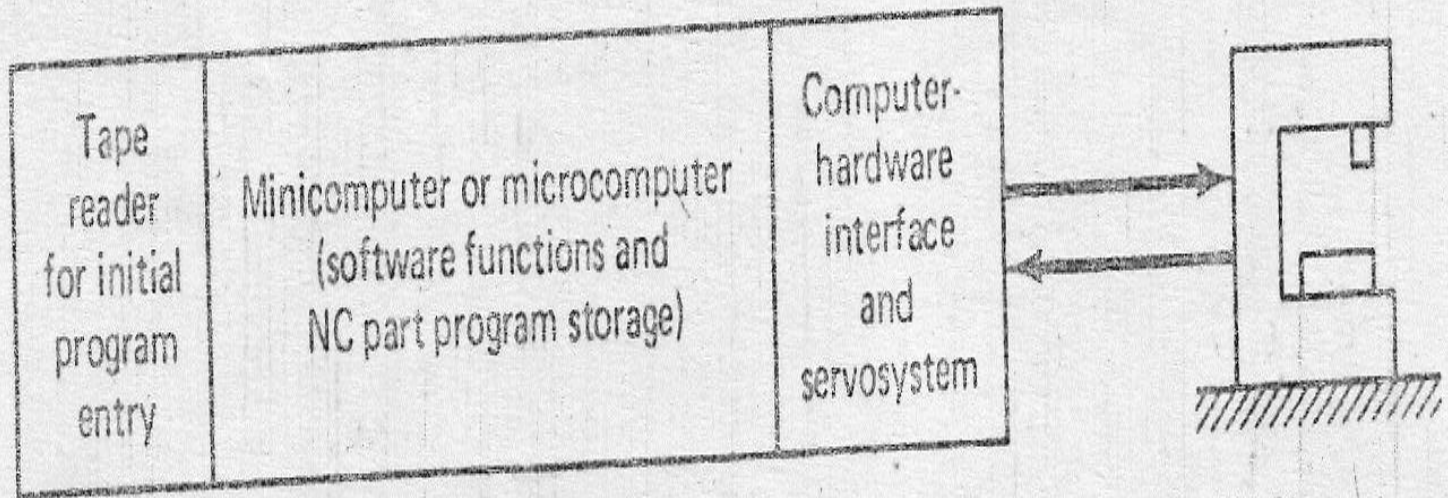 Tape
reader
for initial
program
entry
Minicomputer or microcomputer
(software functions and
NC part program storage)
Computer-
hardware
interface
and
servosystem